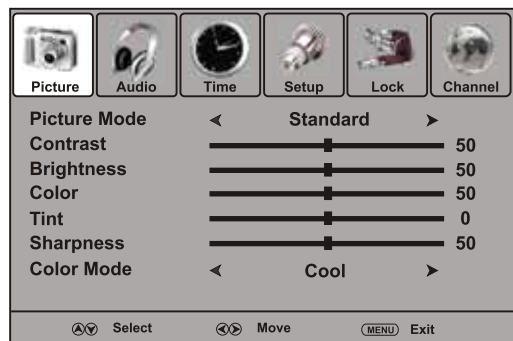 Picture Audio Time Setup Lock Channel
Picture Mode Standard
Contrast 50
Brightness 50
Color 50
Tint 0
Sharpness 50
Color Mode Cool
Select Move MENU Exit